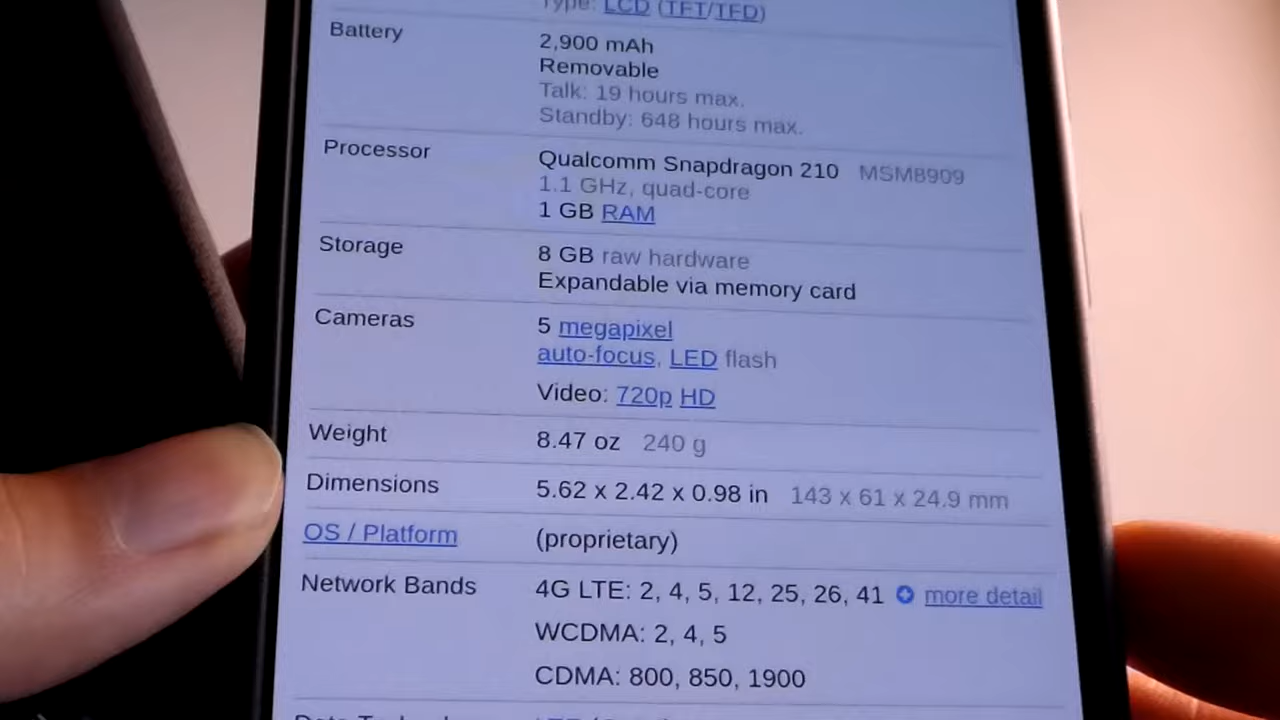 Type: LCD (TFT/TFD)
Battery 2,900 mAh
Removable
Talk: 19 hours max.
Standby: 648 hours max.
Processor Qualcomm Snapdragon 210 MSM8909
1.1 GHz, quad-core
1 GB RAM
Storage 8 GB raw hardware
Expandable via memory card
Cameras 5 megapixel
auto-focus, LED flash
Video: 720p HD
Weight 8.47 oz 240 g
Dimensions 5.62 x 2.42 x 0.98 in 143 x 61 x 24.9 mm
OS / Platform (proprietary)
Network Bands 4G LTE: 2, 4, 5, 12, 25, 26, 41 more detail
WCDMA: 2, 4, 5
CDMA: 800, 850, 1900